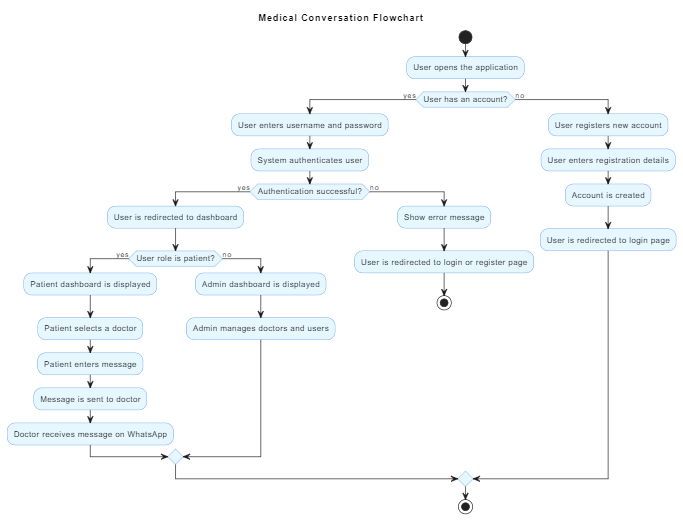 Medical Conversation Flowchart
User opens the application
yes
User has an account?
no
User enters username and password
User registers new account
System authenticates user
User enters registration details
yes
Authentication successful?
no
Account is created
User is redirected to dashboard
Show error message
User is redirected to login page
yes
User role is patient?
no
User is redirected to login or register page
Patient dashboard is displayed
Admin dashboard is displayed
Patient selects a doctor
Admin manages doctors and users
Patient enters message
Message is sent to doctor
Doctor receives message on WhatsApp